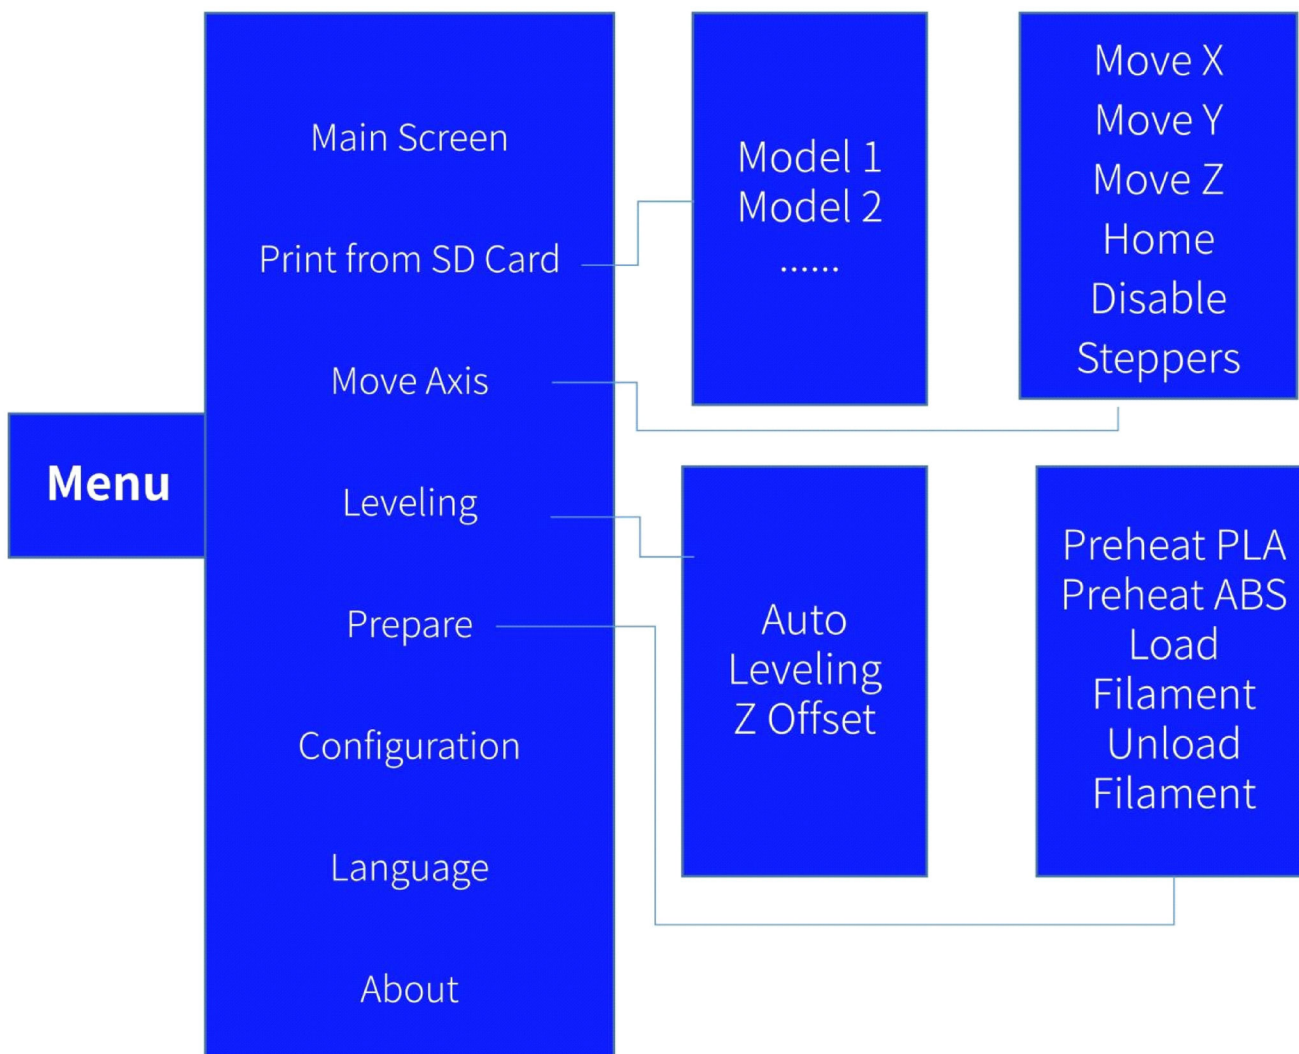 Menu
Main Screen
Print from SD Card
Move Axis
Leveling
Prepare
Configuration
Language
About
Model 1
Model 2
......
Move X
Move Y
Move Z
Home
Disable
Steppers
Auto
Leveling
Z Offset
Preheat PLA
Preheat ABS
Load
Filament
Unload
Filament